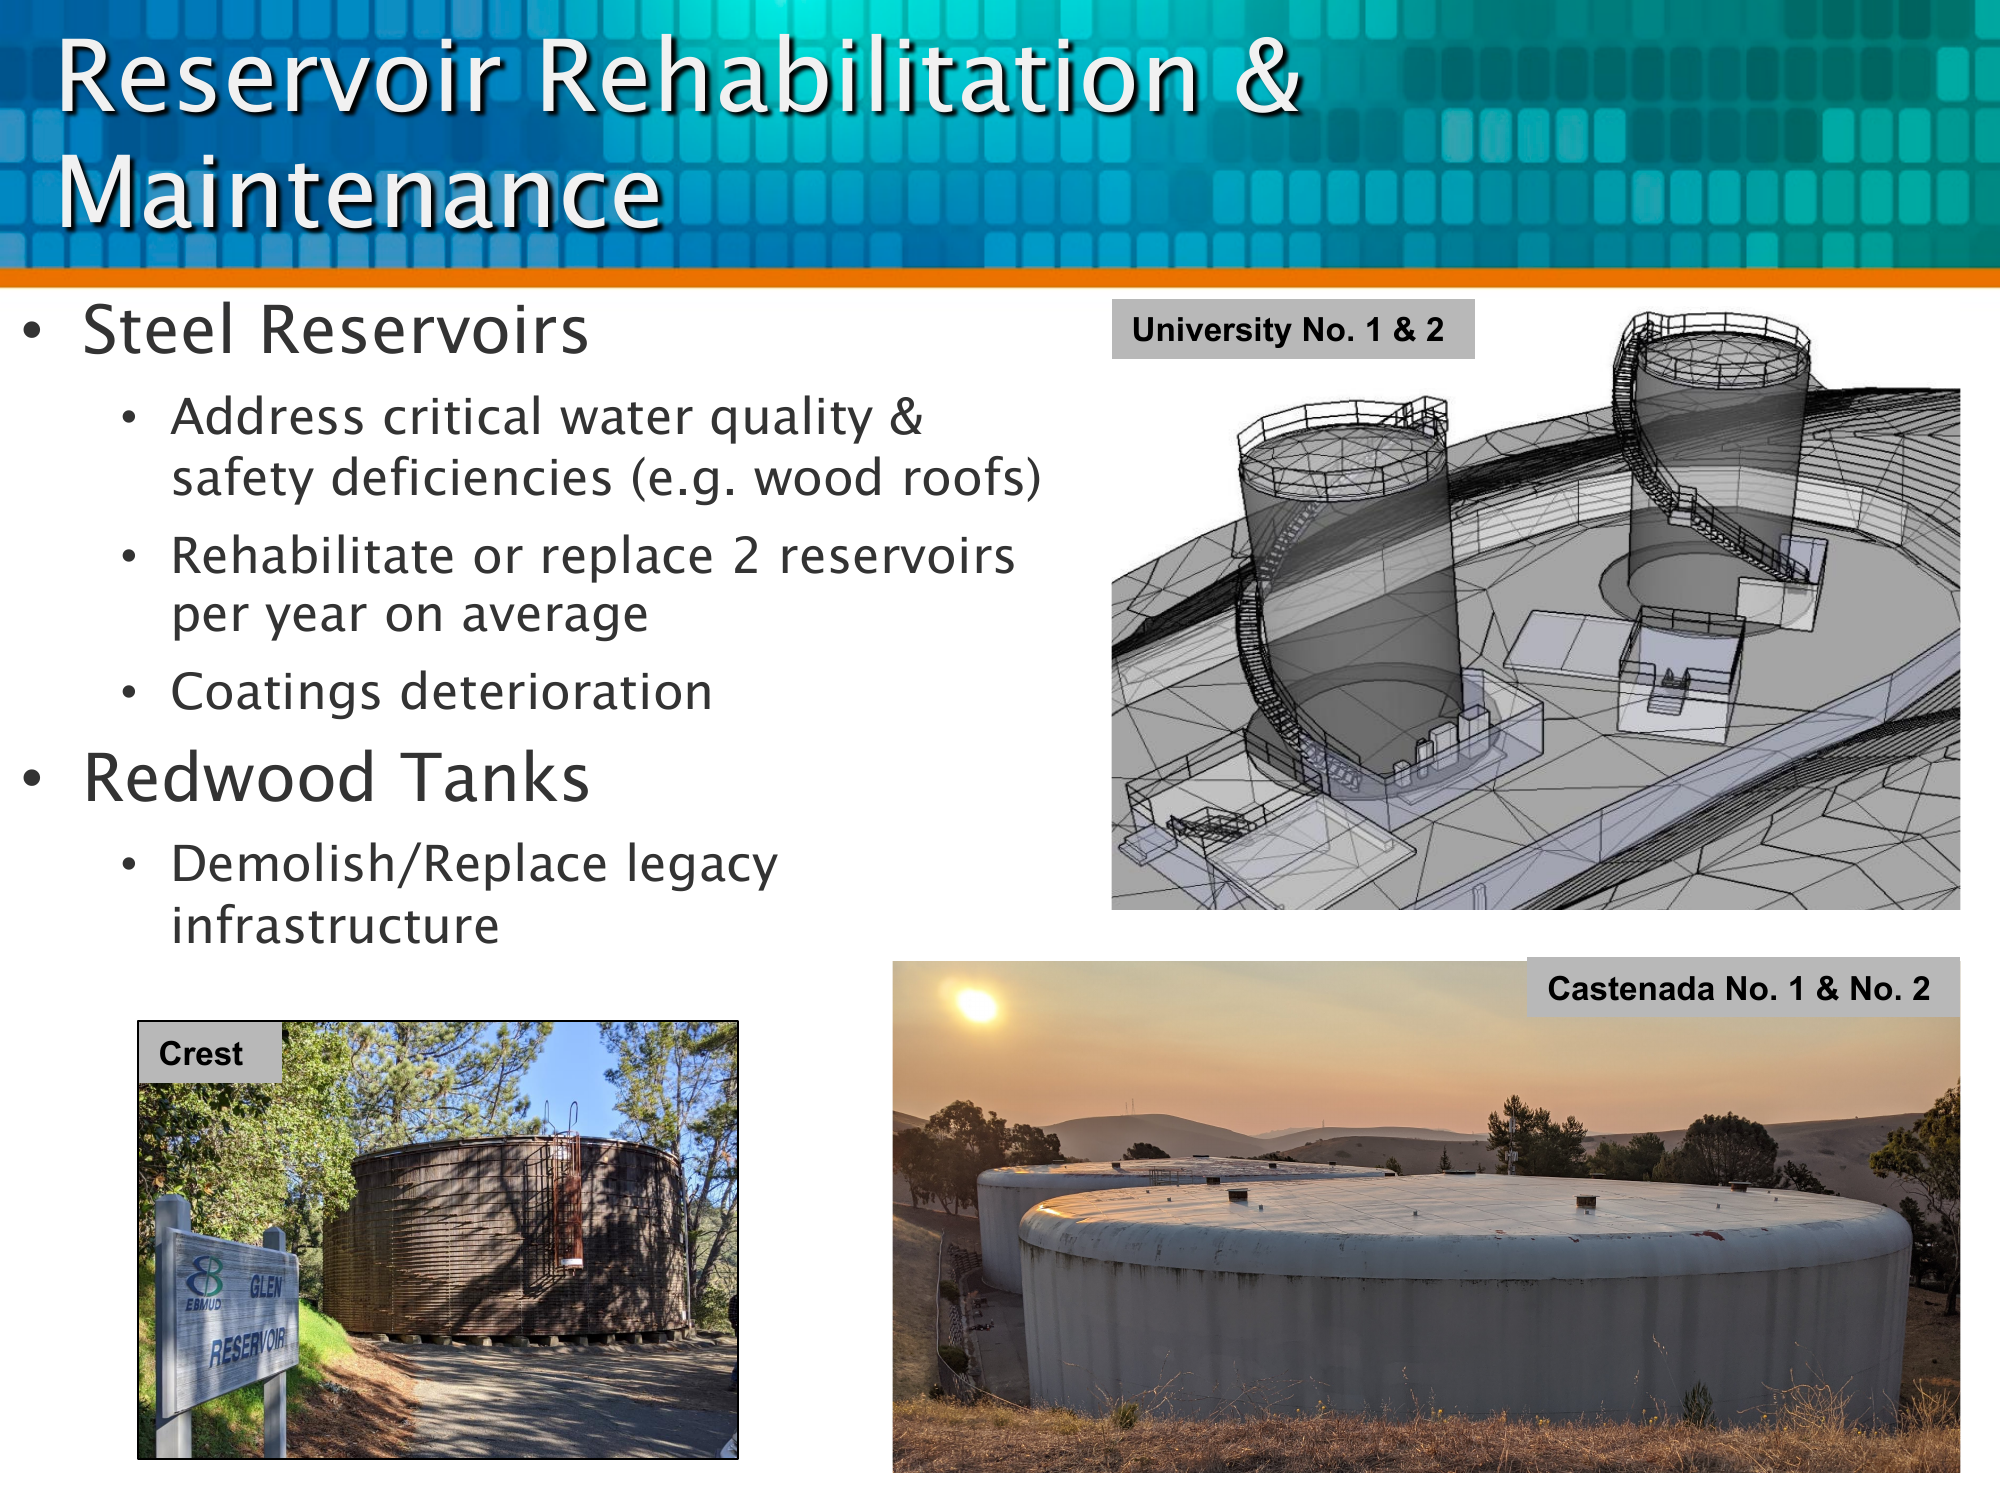 Reservoir Rehabilitation &
Maintenance
• Steel Reservoirs
• Address critical water quality &
safety deficiencies (e.g. wood roofs)
• Rehabilitate or replace 2 reservoirs
per year on average
• Coatings deterioration
• Redwood Tanks
• Demolish/Replace legacy
infrastructure
University No. 1 & 2
Castenada No. 1 & No. 2
Crest
EBMUD
GLEN
RESERVOIR